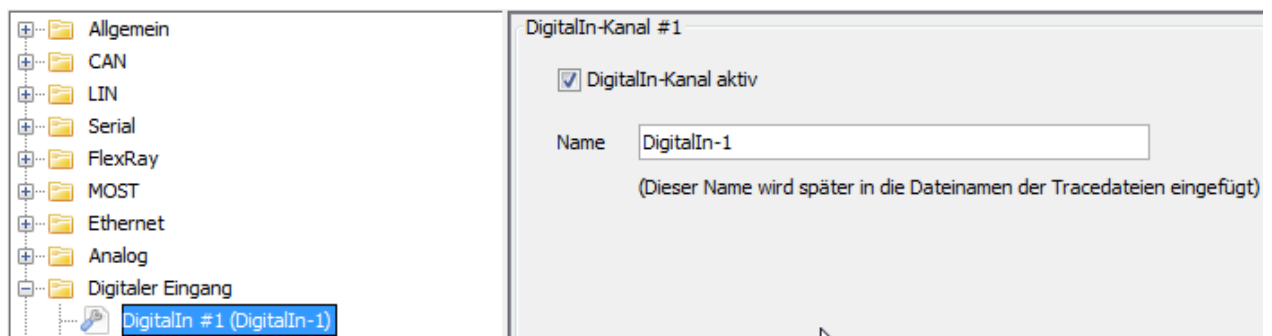 Allgemein
CAN
LIN
Serial
FlexRay
MOST
Ethernet
Analog
Digitaler Eingang
DigitalIn #1 (DigitalIn-1)
DigitalIn-Kanal #1
DigitalIn-Kanal aktiv
Name DigitalIn-1
(Dieser Name wird später in die Dateinamen der Tracedateien eingefügt)